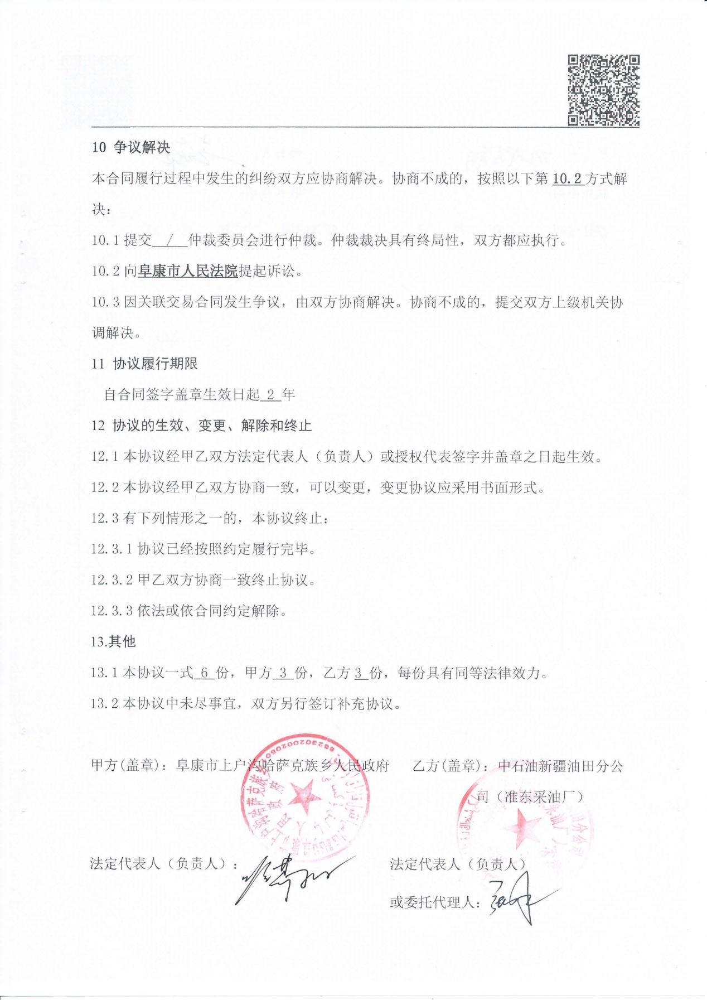 10 争议解决
本合同履行过程中发生的纠纷双方应协商解决。协商不成的，按照以下第 10.2 方式解
决：
10.1 提交 / 仲裁委员会进行仲裁。仲裁裁决具有终局性，双方都应执行。
10.2 向阜康市人民法院提起诉讼。
10.3 因关联交易合同发生争议，由双方协商解决。协商不成的，提交双方上级机关协
调解决。
11 协议履行期限
自合同签字盖章生效日起 2 年
12 协议的生效、变更、解除和终止
12.1 本协议经甲乙双方法定代表人（负责人）或授权代表签字并盖章之日起生效。
12.2 本协议经甲乙双方协商一致，可以变更，变更协议应采用书面形式。
12.3 有下列情形之一的，本协议终止：
12.3.1 协议已经按照约定履行完毕。
12.3.2 甲乙双方协商一致终止协议。
12.3.3 依法或依合同约定解除。
13.其他
13.1 本协议一式 6 份，甲方 3 份，乙方 3 份，每份具有同等法律效力。
13.2 本协议中未尽事宜，双方另行签订补充协议。
甲方(盖章)：阜康市上户沟哈萨克族乡人民政府 乙方(盖章)：中石油新疆油田分公
司（准东采油厂）
法定代表人（负责人）： 法定代表人（负责人）
或委托代理人：